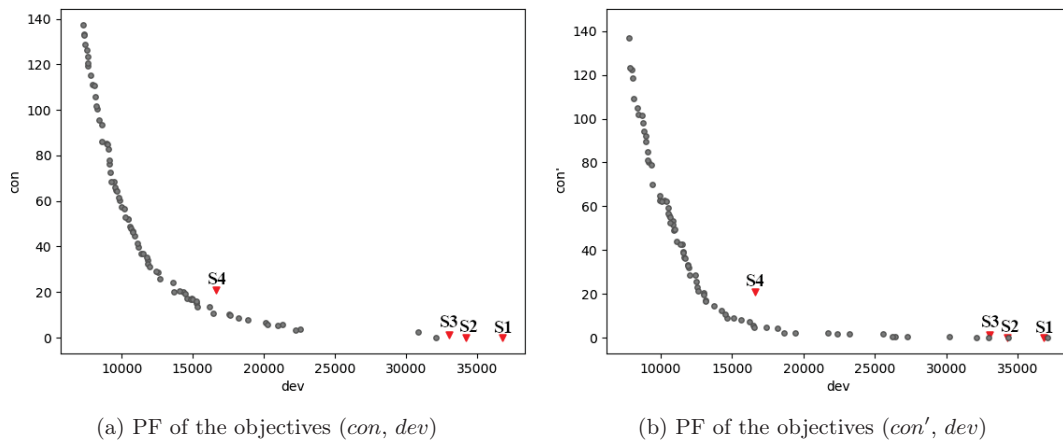 140
120
100
80
60
40
20
0
con
S4
S3 S2 S1
10000 15000 20000 25000 30000 35000
dev
(a) PF of the objectives (con, dev)
140
120
100
80
60
40
20
0
con'
S4
S3 S2 S1
10000 15000 20000 25000 30000 35000
dev
(b) PF of the objectives (con′, dev)